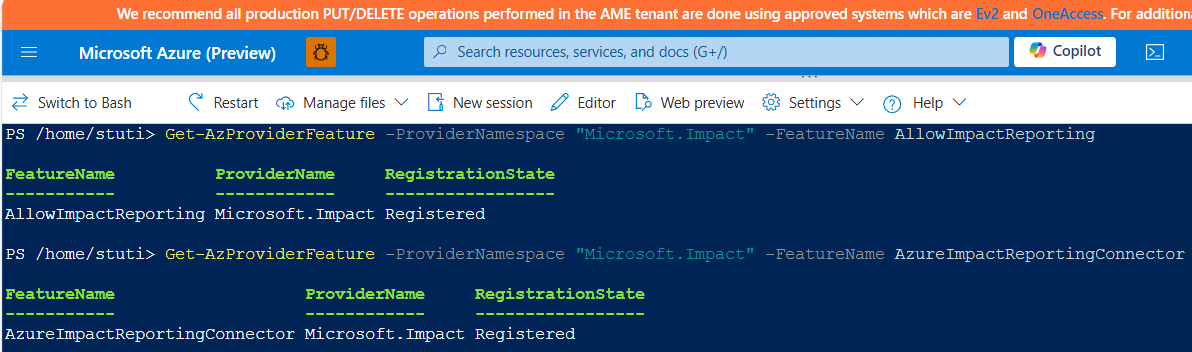 We recommend all production PUT/DELETE operations performed in the AME tenant are done using approved systems which are Ev2 and OneAccess. For addition
Microsoft Azure (Preview) Search resources, services, and docs (G+/) Copilot
Switch to Bash Restart Manage files New session Editor Web preview Settings Help
PS /home/stuti> Get-AzProviderFeature -ProviderNamespace "Microsoft.Impact" -FeatureName AllowImpactReporting
FeatureName ProviderName RegistrationState
----------- ------------ -----------------
AllowImpactReporting Microsoft.Impact Registered
PS /home/stuti> Get-AzProviderFeature -ProviderNamespace "Microsoft.Impact" -FeatureName AzureImpactReportingConnector
FeatureName ProviderName RegistrationState
----------- ------------ -----------------
AzureImpactReportingConnector Microsoft.Impact Registered